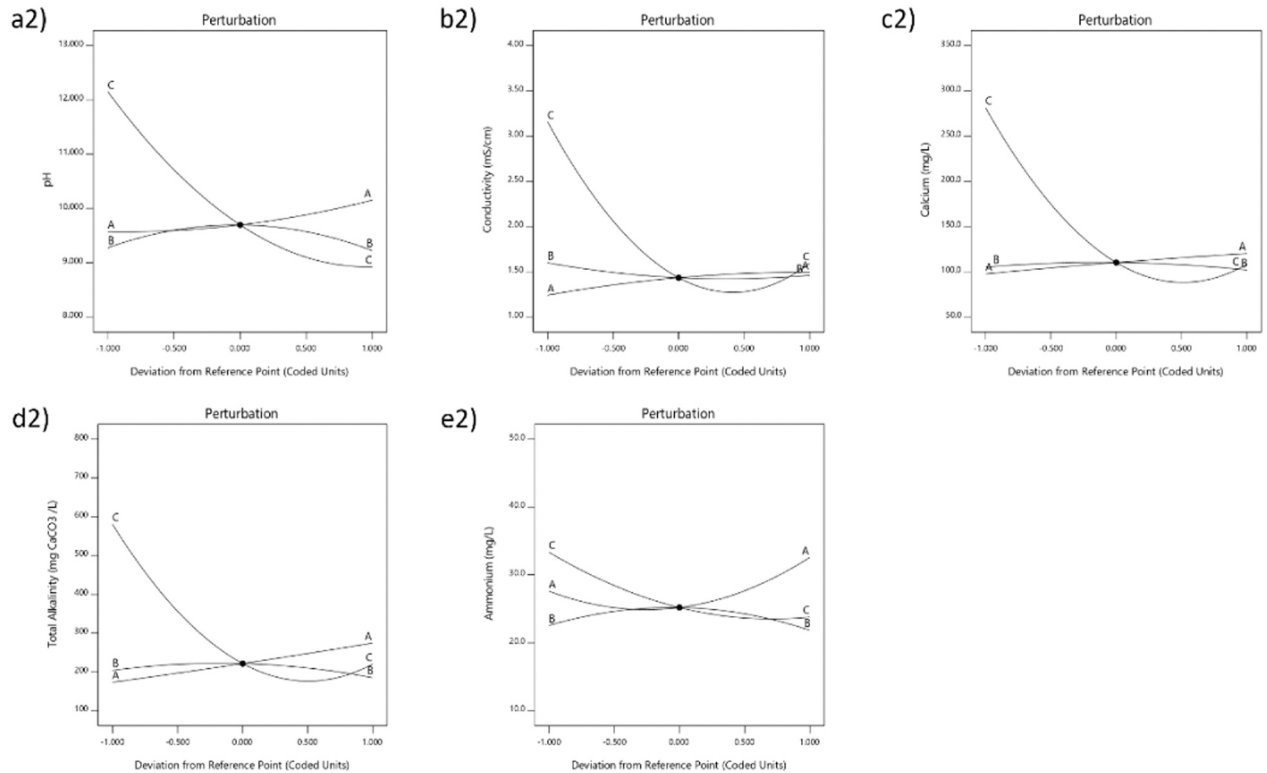 a2)
Perturbation
13.000
12.000
11.000
10.000
9.000
8.000
pH
C
A
B
A
B
C
-1.000 -0.500 0.000 0.500 1.000
Deviation from Reference Point (Coded Units)
b2)
Perturbation
4.00
3.50
3.00
2.50
2.00
1.50
1.00
Conductivity (mS/cm)
C
B
A
C
B A
-1.000 -0.500 0.000 0.500 1.000
Deviation from Reference Point (Coded Units)
c2)
Perturbation
350.0
300.0
250.0
200.0
150.0
100.0
50.0
Calcium (mg/L)
C
B
A
A
C B
-1.000 -0.500 0.000 0.500 1.000
Deviation from Reference Point (Coded Units)
d2)
Perturbation
800
700
600
500
400
300
200
100
Total Alkalinity (mg CaCO3 /L)
C
B
A
A
C
B
-1.000 -0.500 0.000 0.500 1.000
Deviation from Reference Point (Coded Units)
e2)
Perturbation
50.0
40.0
30.0
20.0
10.0
Ammonium (mg/L)
C
A
B
A
C
B
-1.000 -0.500 0.000 0.500 1.000
Deviation from Reference Point (Coded Units)